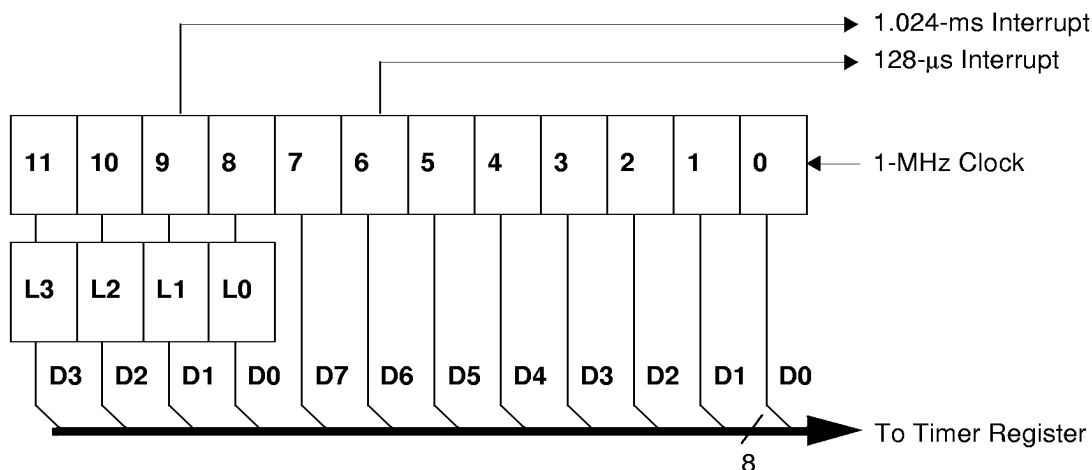 1.024-ms Interrupt
128-μs Interrupt
11 10 9 8 7 6 5 4 3 2 1 0
1-MHz Clock
L3 L2 L1 L0
D3 D2 D1 D0 D7 D6 D5 D4 D3 D2 D1 D0
To Timer Register
8